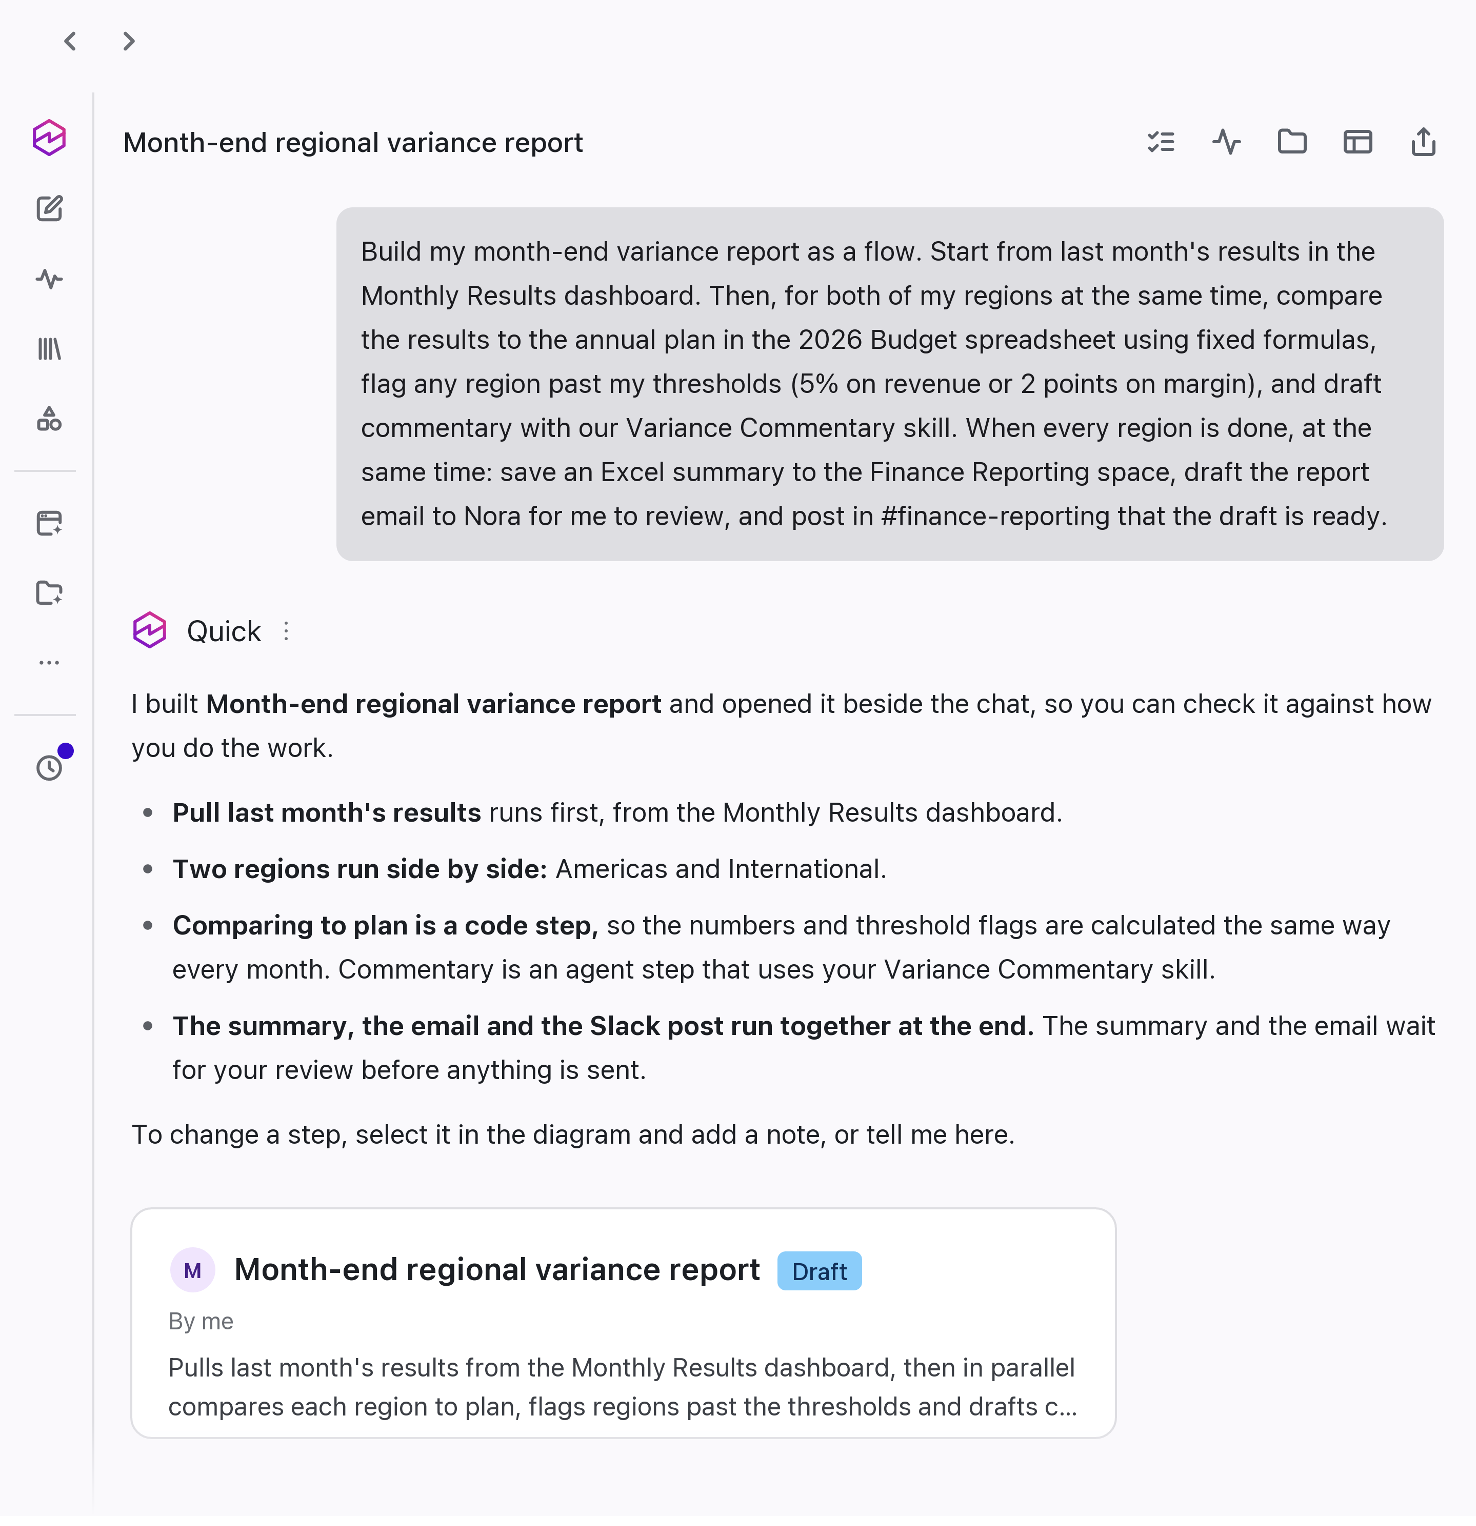 Month-end regional variance report
Build my month-end variance report as a flow. Start from last month's results in the
Monthly Results dashboard. Then, for both of my regions at the same time, compare
the results to the annual plan in the 2026 Budget spreadsheet using fixed formulas,
flag any region past my thresholds (5% on revenue or 2 points on margin), and draft
commentary with our Variance Commentary skill. When every region is done, at the
same time: save an Excel summary to the Finance Reporting space, draft the report
email to Nora for me to review, and post in #finance-reporting that the draft is ready.
Quick
I built Month-end regional variance report and opened it beside the chat, so you can check it against how
you do the work.
• Pull last month's results runs first, from the Monthly Results dashboard.
• Two regions run side by side: Americas and International.
• Comparing to plan is a code step, so the numbers and threshold flags are calculated the same way
every month. Commentary is an agent step that uses your Variance Commentary skill.
• The summary, the email and the Slack post run together at the end. The summary and the email wait
for your review before anything is sent.
To change a step, select it in the diagram and add a note, or tell me here.
M Month-end regional variance report Draft
By me
Pulls last month's results from the Monthly Results dashboard, then in parallel
compares each region to plan, flags regions past the thresholds and drafts c...